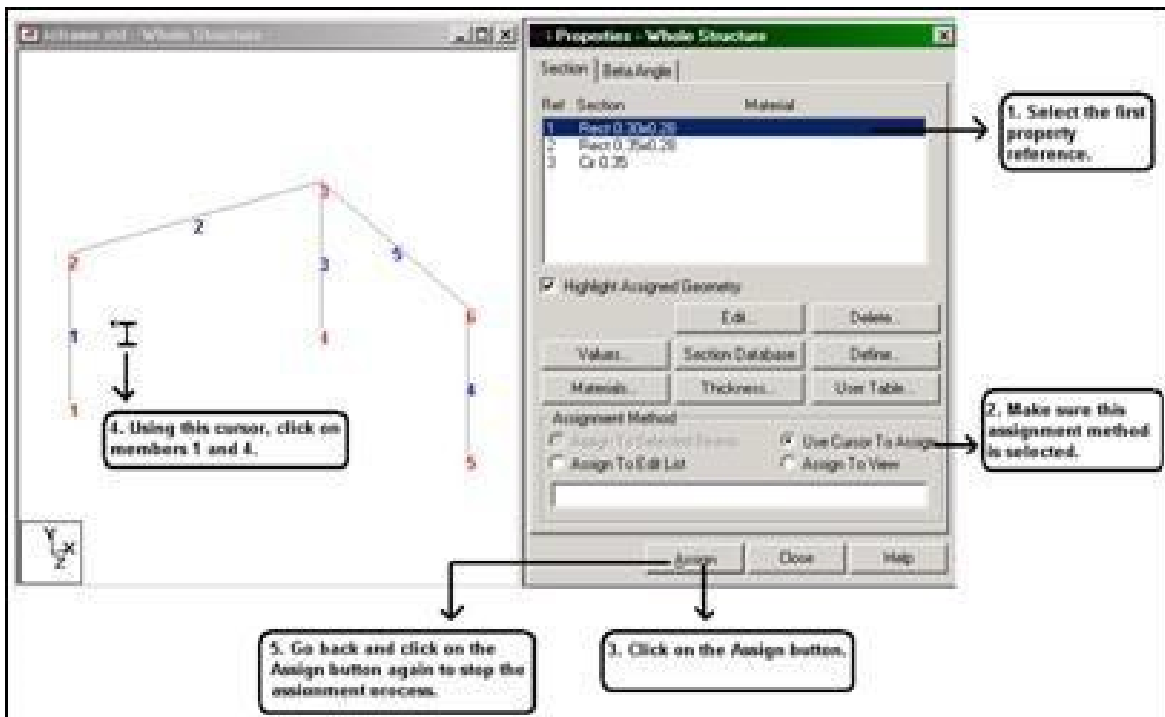 - Whole Structure
2
3
2
3
5
6
1
4
4
1
5
4. Using this cursor, click on
members 1 and 4.
Y
X
Z
Properties - Whole Structure
Section Beta Angle
Ref Section Material
1 Rect 0.30x0.28
2 Rect 0.35x0.28
3 Cir 0.35
Highlight Assigned Geometry
Edit... Delete...
Values... Section Database Define...
Materials... Thickness... User Table...
Assignment Method
Assign To Selected Beams Use Cursor To Assign
Assign To Edit List Assign To View
Assign Close Help
1. Select the first
property
reference.
2. Make sure this
assignment method
is selected.
5. Go back and click on the
Assign button again to stop the
assignment process.
3. Click on the Assign button.